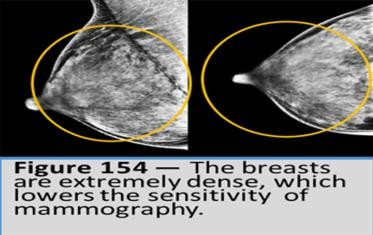 Figure 154 — The breasts
are extremely dense, which
lowers the sensitivity of
mammography.